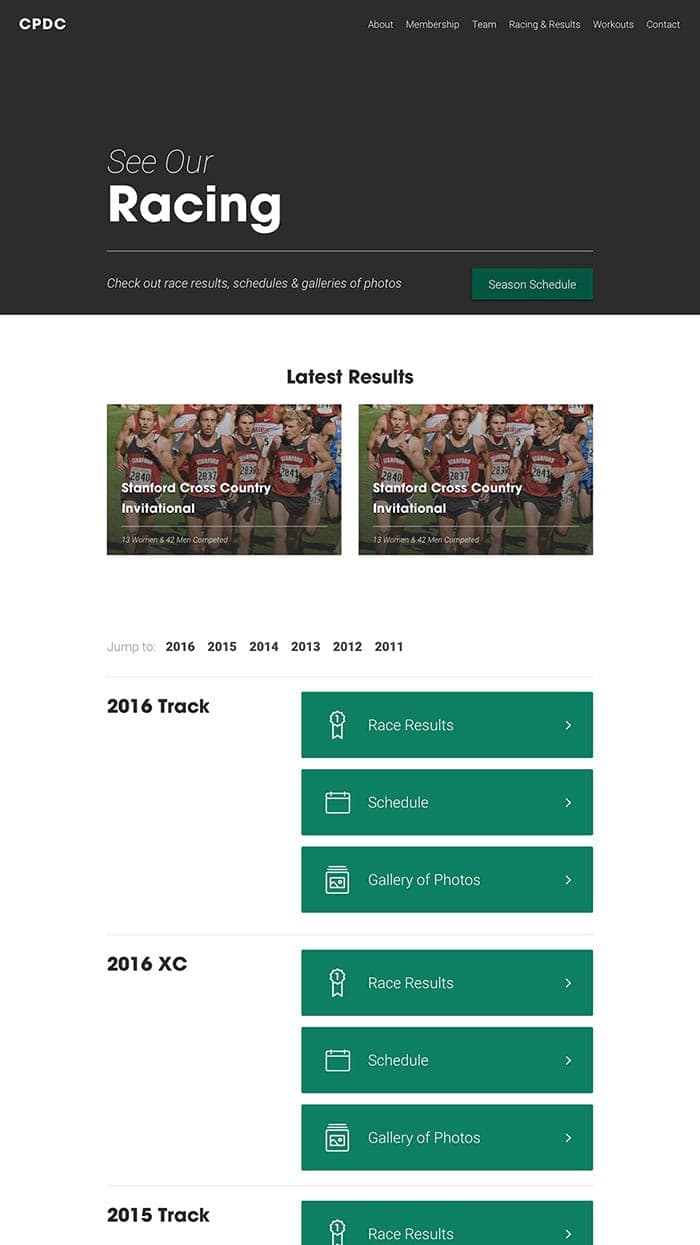 CPDC
About Membership Team Racing & Results Workouts Contact
See Our
Racing
Check out race results, schedules & galleries of photos
Season Schedule
Latest Results
STANFORD
STANFORD
STANFORD
2840
2837
2841
Stanford Cross Country
Invitational
13 Women & 42 Men Competed
STANFORD
STANFORD
STANFORD
2840
2837
2841
Stanford Cross Country
Invitational
13 Women & 42 Men Competed
Jump to: 2016 2015 2014 2013 2012 2011
2016 Track
1
Race Results
Schedule
Gallery of Photos
2016 XC
1
Race Results
Schedule
Gallery of Photos
2015 Track
1
Race Results